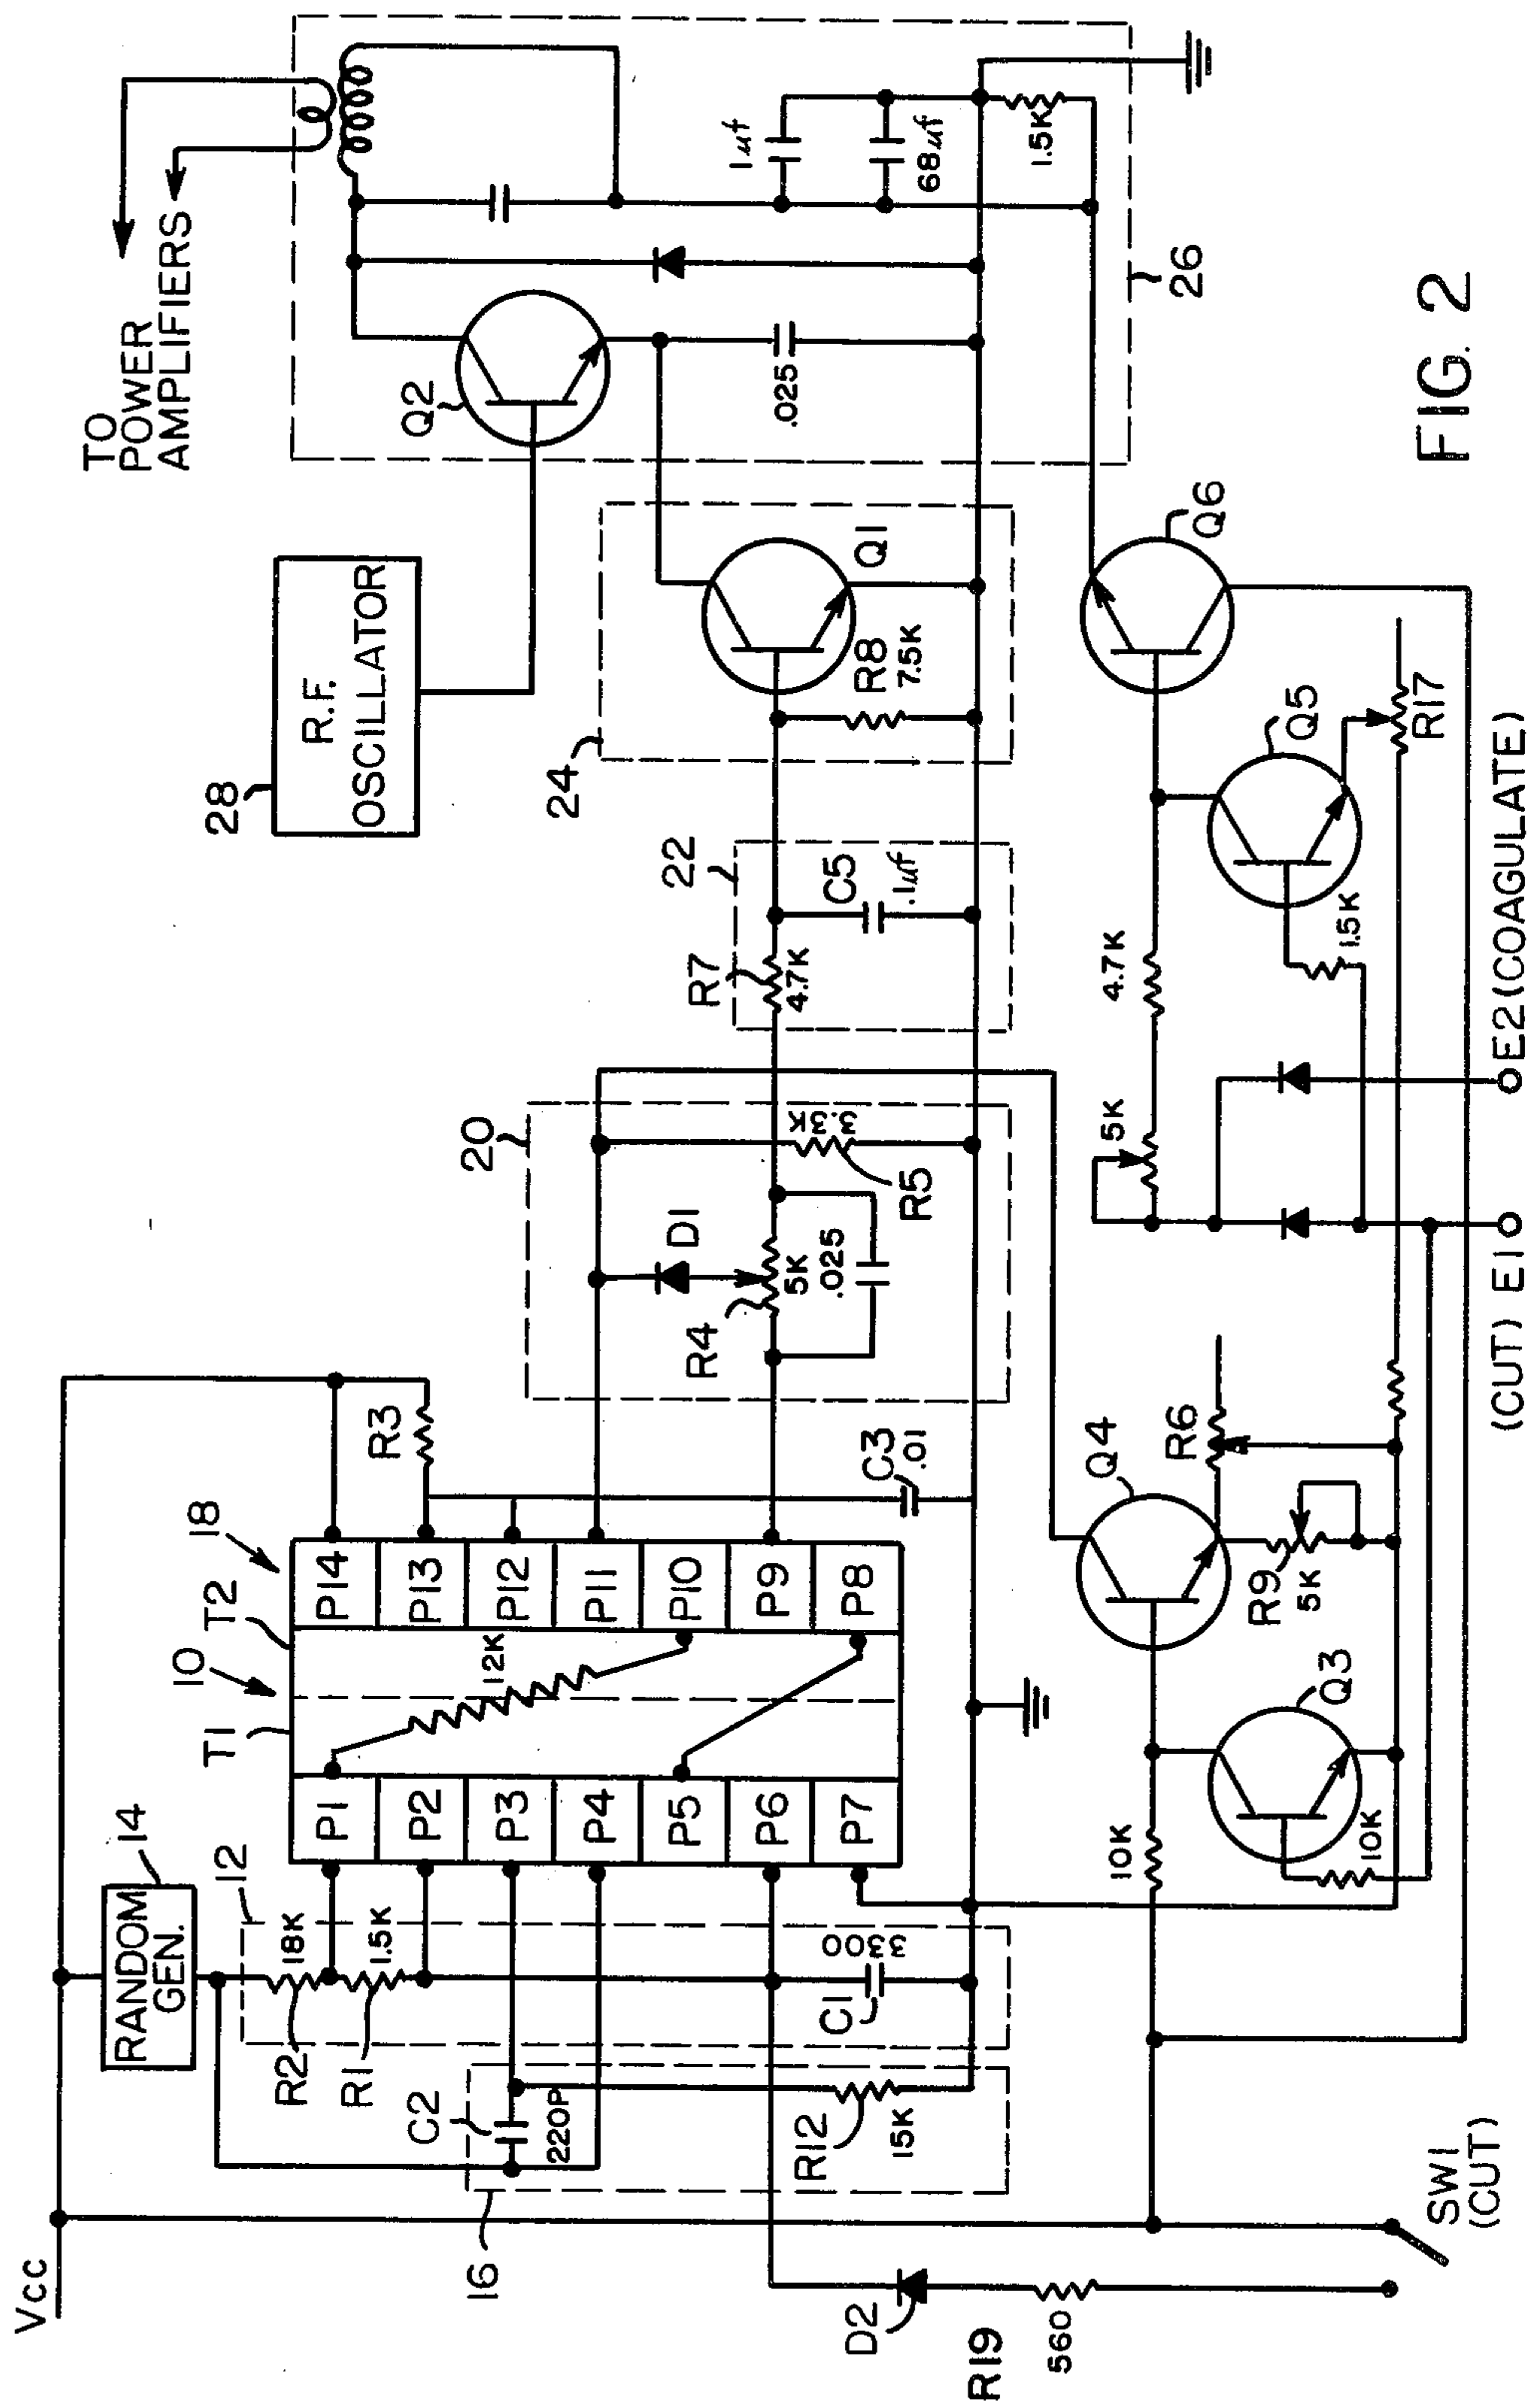 TO
POWER
AMPLIFIERS
28
R.F.
OSCILLATOR
Q2
.025
1uf
68uf
1.5K
26
24
Q1
R8
7.5K
22
R7
4.7K
C5
.1uf
20
D1
R4
5K
.025
R5
3.3K
Q6
Q5
R17
4.7K
1.5K
5K
E2 (COAGULATE)
(CUT) E1
FIG. 2
Vcc
RANDOM
GEN.
14
12
R2
18K
R1
1.5K
C1
3300
C2
220P
16
R12
15K
D2
R19
560
SW1
(CUT)
T1
10
T2
18
P1
P2
P3
P4
P5
P6
P7
12K
P14
P13
P12
P11
P10
P9
P8
R3
C3
.01
Q4
R6
R9
5K
Q3
10K
10K